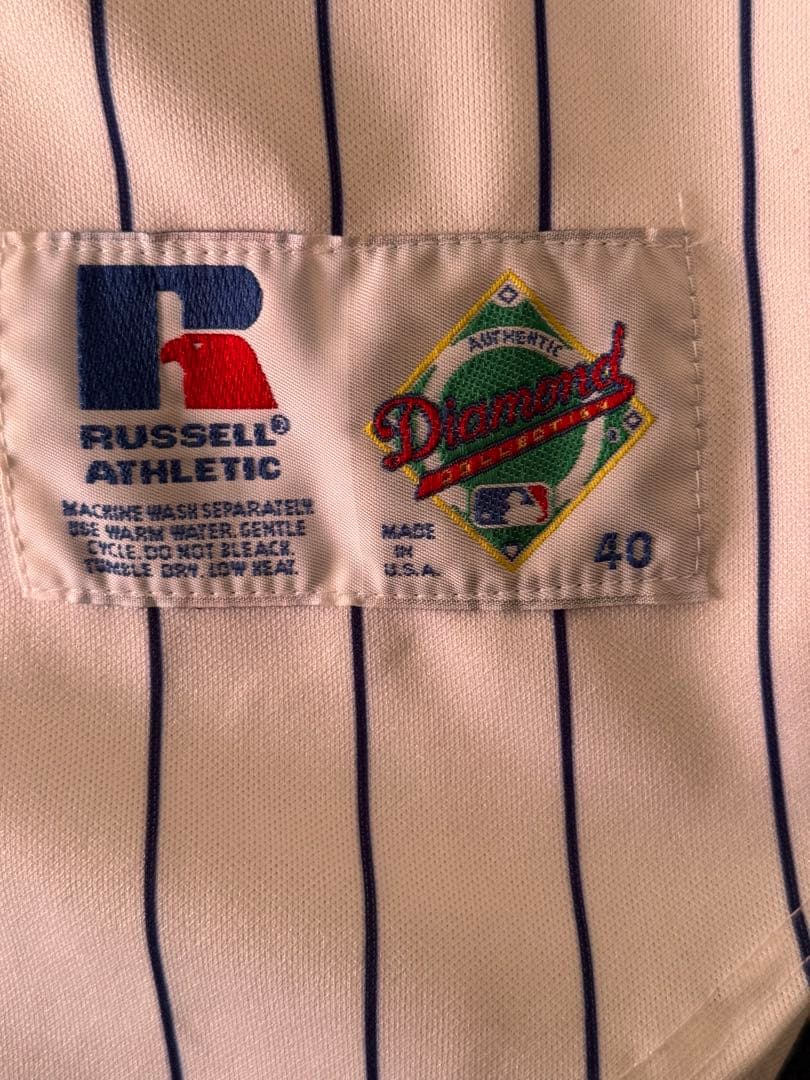 RUSSELL®
ATHLETIC
MACHINE WASH SEPARATELY.
USE WARM WATER. GENTLE
CYCLE. DO NOT BLEACH.
TUMBLE DRY. LOW HEAT.
AUTHENTIC
Diamond
COLLECTION
MADE
IN
U.S.A.
40